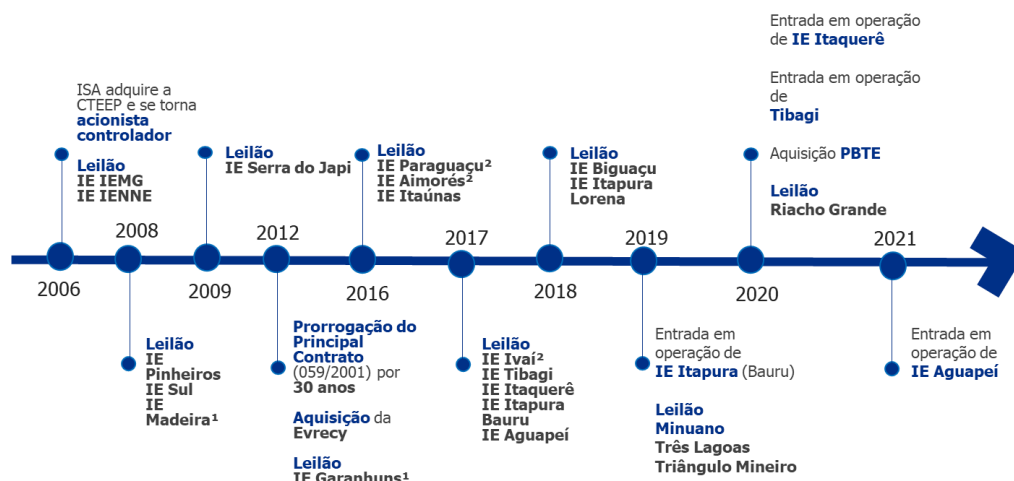 ISA adquire a
CTEEP e se torna
acionista
controlador
Leilão
IE IEMG
IE IENNE
2006
2008
Leilão
IE
Pinheiros
IE Sul
IE
Madeira¹
Leilão
IE Serra do Japi
2009
2012
Prorrogação do
Principal
Contrato
(059/2001) por
30 anos
Aquisição da
Evrecy
Leilão
IE Garanhuns¹
Leilão
IE Paraguaçu²
IE Aimorés²
IE Itaúnas
2016
2017
Leilão
IE Ivaí²
IE Tibagi
IE Itaquerê
IE Itapura
Bauru
IE Aguapeí
Leilão
IE Biguaçu
IE Itapura
Lorena
2018
2019
Entrada em
operação de
IE Itapura (Bauru)
Leilão
Minuano
Três Lagoas
Triângulo Mineiro
Entrada em operação
de IE Itaquerê
Entrada em operação
de
Tibagi
Aquisição PBTE
Leilão
Riacho Grande
2020
2021
Entrada em
operação de
IE Aguapeí